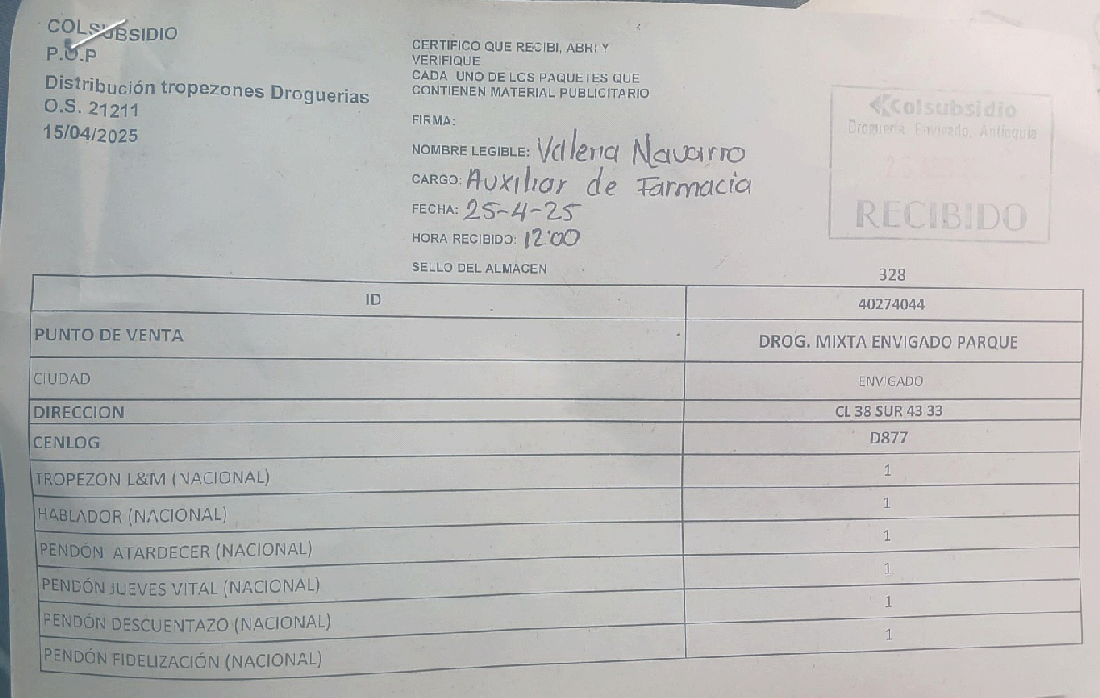 COLSUBSIDIO
P.O.P
Distribución tropezones Droguerias
O.S. 21211
15/04/2025
CERTIFICO QUE RECIBI, ABRI Y
VERIFIQUE
CADA UNO DE LOS PAQUETES QUE
CONTIENEN MATERIAL PUBLICITARIO
FIRMA:
NOMBRE LEGIBLE: Valeria Navarro
CARGO: Auxiliar de Farmacia
FECHA: 25-4-25
HORA RECIBIDO: 12:00
SELLO DEL ALMACEN
Colsubsidio
Droguería Envigado, Antioquia
RECIBIDO
328
ID 40274044
PUNTO DE VENTA DROG. MIXTA ENVIGADO PARQUE
CIUDAD ENVIGADO
DIRECCION CL 38 SUR 43 33
CENLOG D877
TROPEZON L&M (NACIONAL) 1
HABLADOR (NACIONAL) 1
PENDÓN ATARDECER (NACIONAL) 1
PENDÓN JUEVES VITAL (NACIONAL) 1
PENDÓN DESCUENTAZO (NACIONAL) 1
PENDÓN FIDELIZACIÓN (NACIONAL) 1